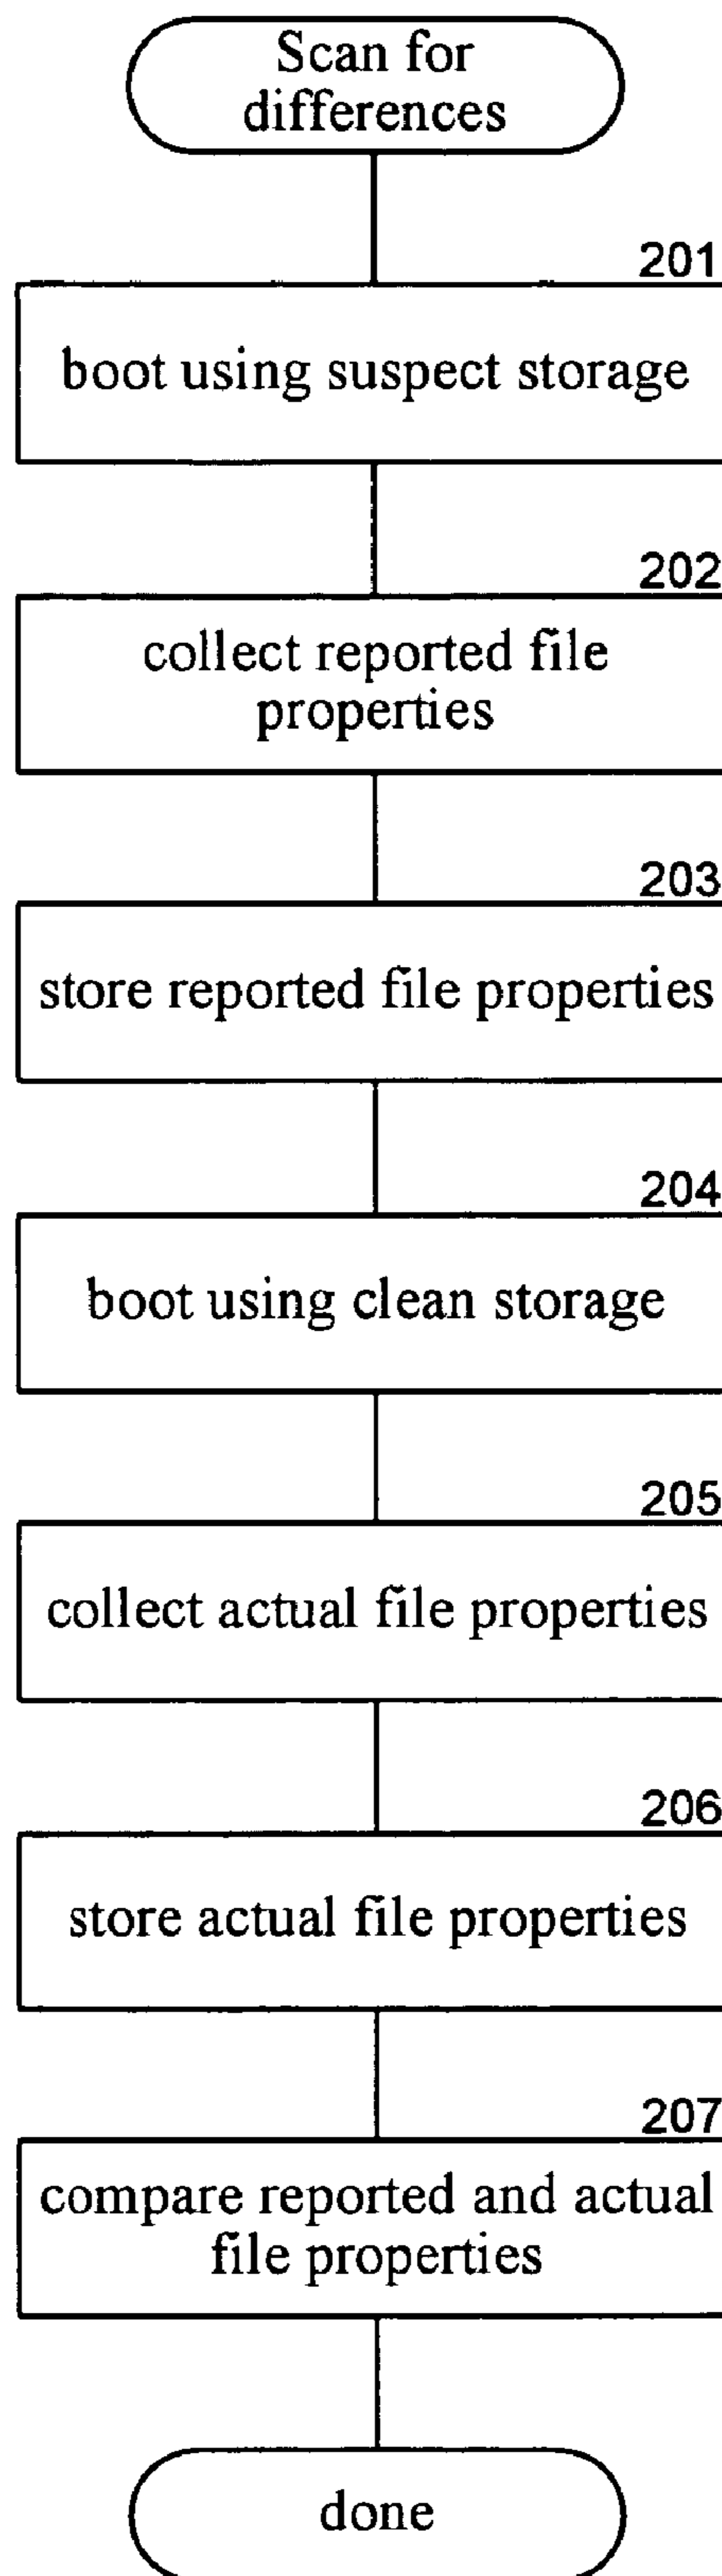 Scan for
differences
201
boot using suspect storage
202
collect reported file
properties
203
store reported file properties
204
boot using clean storage
205
collect actual file properties
206
store actual file properties
207
compare reported and actual
file properties
done